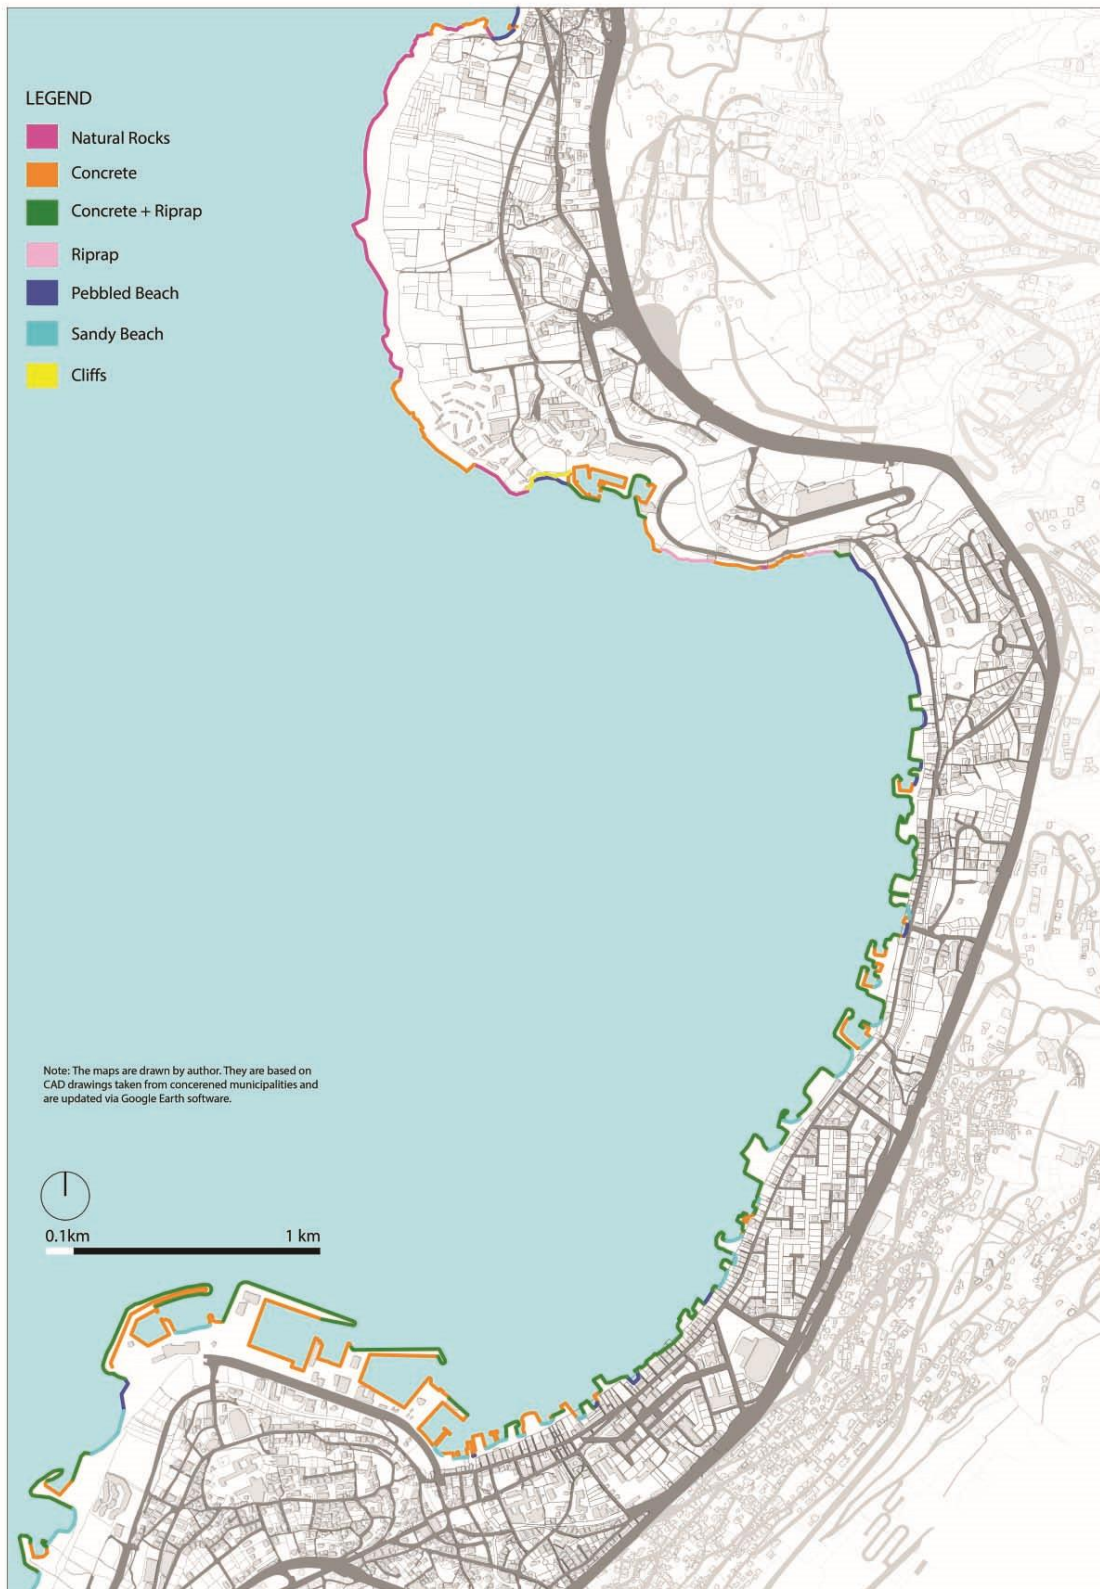 LEGEND
Natural Rocks
Concrete
Concrete + Riprap
Riprap
Pebbled Beach
Sandy Beach
Cliffs
Note: The maps are drawn by author. They are based on
CAD drawings taken from concerened municipalities and
are updated via Google Earth software.
0.1km 1 km